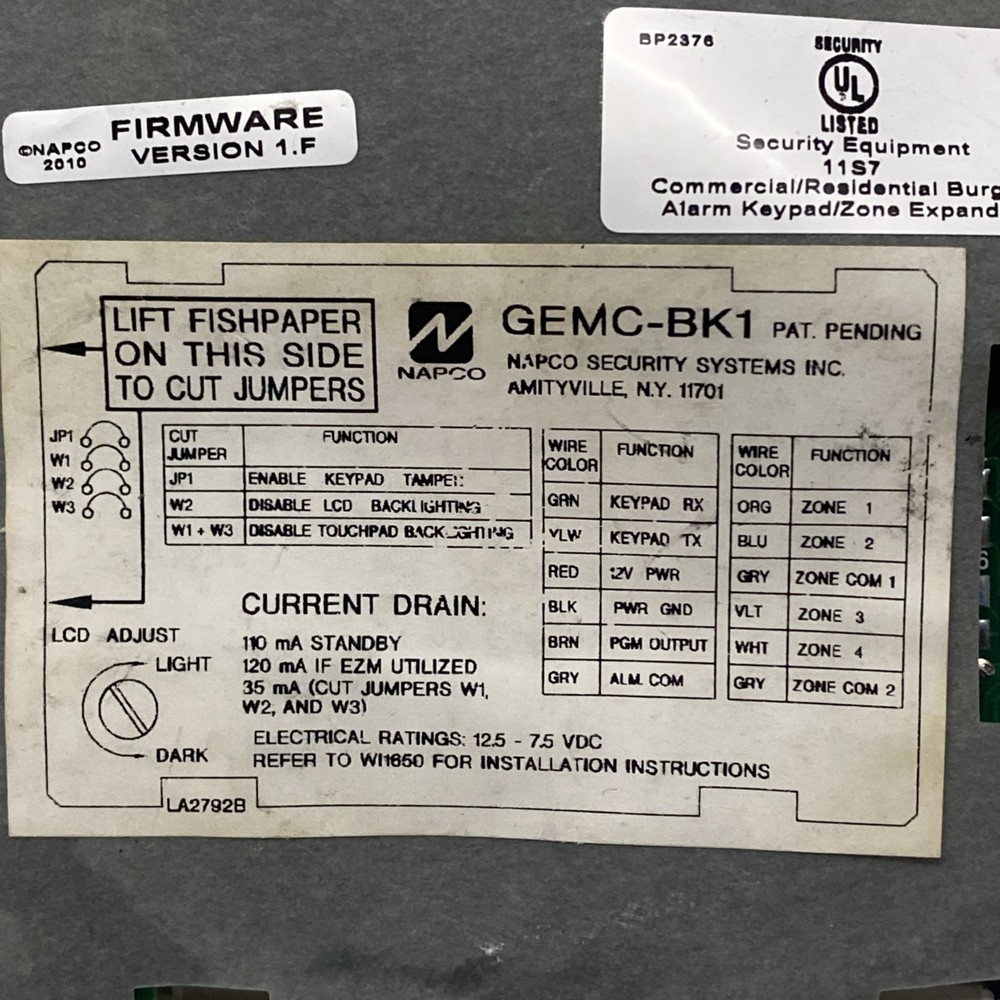 ©NAPCO
2010
FIRMWARE
VERSION 1.F
BP2376
SECURITY
UL
LISTED
Security Equipment
11S7
Commercial/Residential Burg
Alarm Keypad/Zone Expand
LIFT FISHPAPER
ON THIS SIDE
TO CUT JUMPERS
NAPCO
GEMC-BK1 PAT. PENDING
NAPCO SECURITY SYSTEMS INC.
AMITYVILLE, N.Y. 11701
JP1
W1
W2
W3
CUT JUMPER FUNCTION
JP1 ENABLE KEYPAD TAMPER
W2 DISABLE LCD BACKLIGHTING
W1 + W3 DISABLE TOUCHPAD BACKLIGHTING
WIRE COLOR FUNCTION
GRN KEYPAD RX
YLW KEYPAD TX
RED 12V PWR
BLK PWR GND
BRN PGM OUTPUT
GRY ALM. COM
WIRE COLOR FUNCTION
ORG ZONE 1
BLU ZONE 2
GRY ZONE COM 1
VLT ZONE 3
WHT ZONE 4
GRY ZONE COM 2
LCD ADJUST
LIGHT
DARK
CURRENT DRAIN:
110 mA STANDBY
120 mA IF EZM UTILIZED
35 mA (CUT JUMPERS W1,
W2, AND W3)
ELECTRICAL RATINGS: 12.5 - 7.5 VDC
REFER TO WI1650 FOR INSTALLATION INSTRUCTIONS
LA2792B